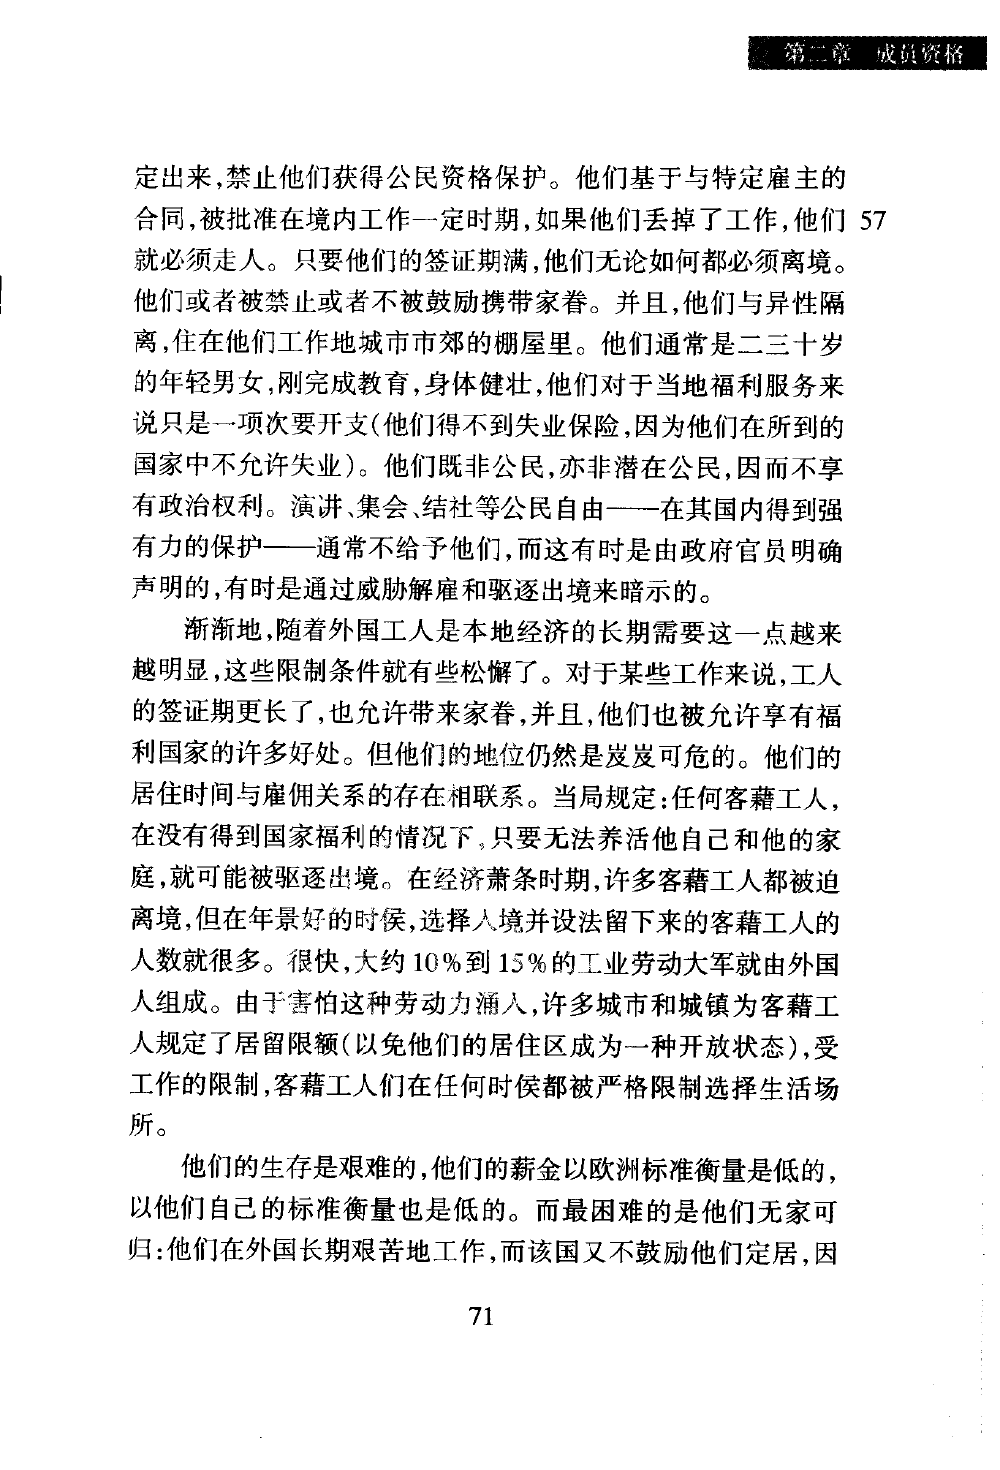 第二章 成员资格
定出来,禁止他们获得公民资格保护。他们基于与特定雇主的
合同,被批准在境内工作一定时期,如果他们丢掉了工作,他们 57
就必须走人。只要他们的签证期满,他们无论如何都必须离境。
他们或者被禁止或者不被鼓励携带家眷。并且,他们与异性隔
离,住在他们工作地城市市郊的棚屋里。他们通常是二三十岁
的年轻男女,刚完成教育,身体健壮,他们对于当地福利服务来
说只是一项次要开支(他们得不到失业保险,因为他们在所到的
国家中不允许失业)。他们既非公民,亦非潜在公民,因而不享
有政治权利。演讲、集会、结社等公民自由——在其国内得到强
有力的保护——通常不给予他们,而这有时是由政府官员明确
声明的,有时是通过威胁解雇和驱逐出境来暗示的。
渐渐地,随着外国工人是本地经济的长期需要这一点越来
越明显,这些限制条件就有些松懈了。对于某些工作来说,工人
的签证期更长了,也允许带来家眷,并且,他们也被允许享有福
利国家的许多好处。但他们的地位仍然是岌岌可危的。他们的
居住时间与雇佣关系的存在相联系。当局规定:任何客藉工人,
在没有得到国家福利的情况下,只要无法养活他自己和他的家
庭,就可能被驱逐出境。在经济萧条时期,许多客藉工人都被迫
离境,但在年景好的时侯,选择入境并设法留下来的客藉工人的
人数就很多。很快,大约10%到15%的工业劳动大军就由外国
人组成。由于害怕这种劳动力涌入,许多城市和城镇为客藉工
人规定了居留限额(以免他们的居住区成为一种开放状态),受
工作的限制,客藉工人们在任何时侯都被严格限制选择生活场
所。
他们的生存是艰难的,他们的薪金以欧洲标准衡量是低的,
以他们自己的标准衡量也是低的。而最困难的是他们无家可
归:他们在外国长期艰苦地工作,而该国又不鼓励他们定居,因
71